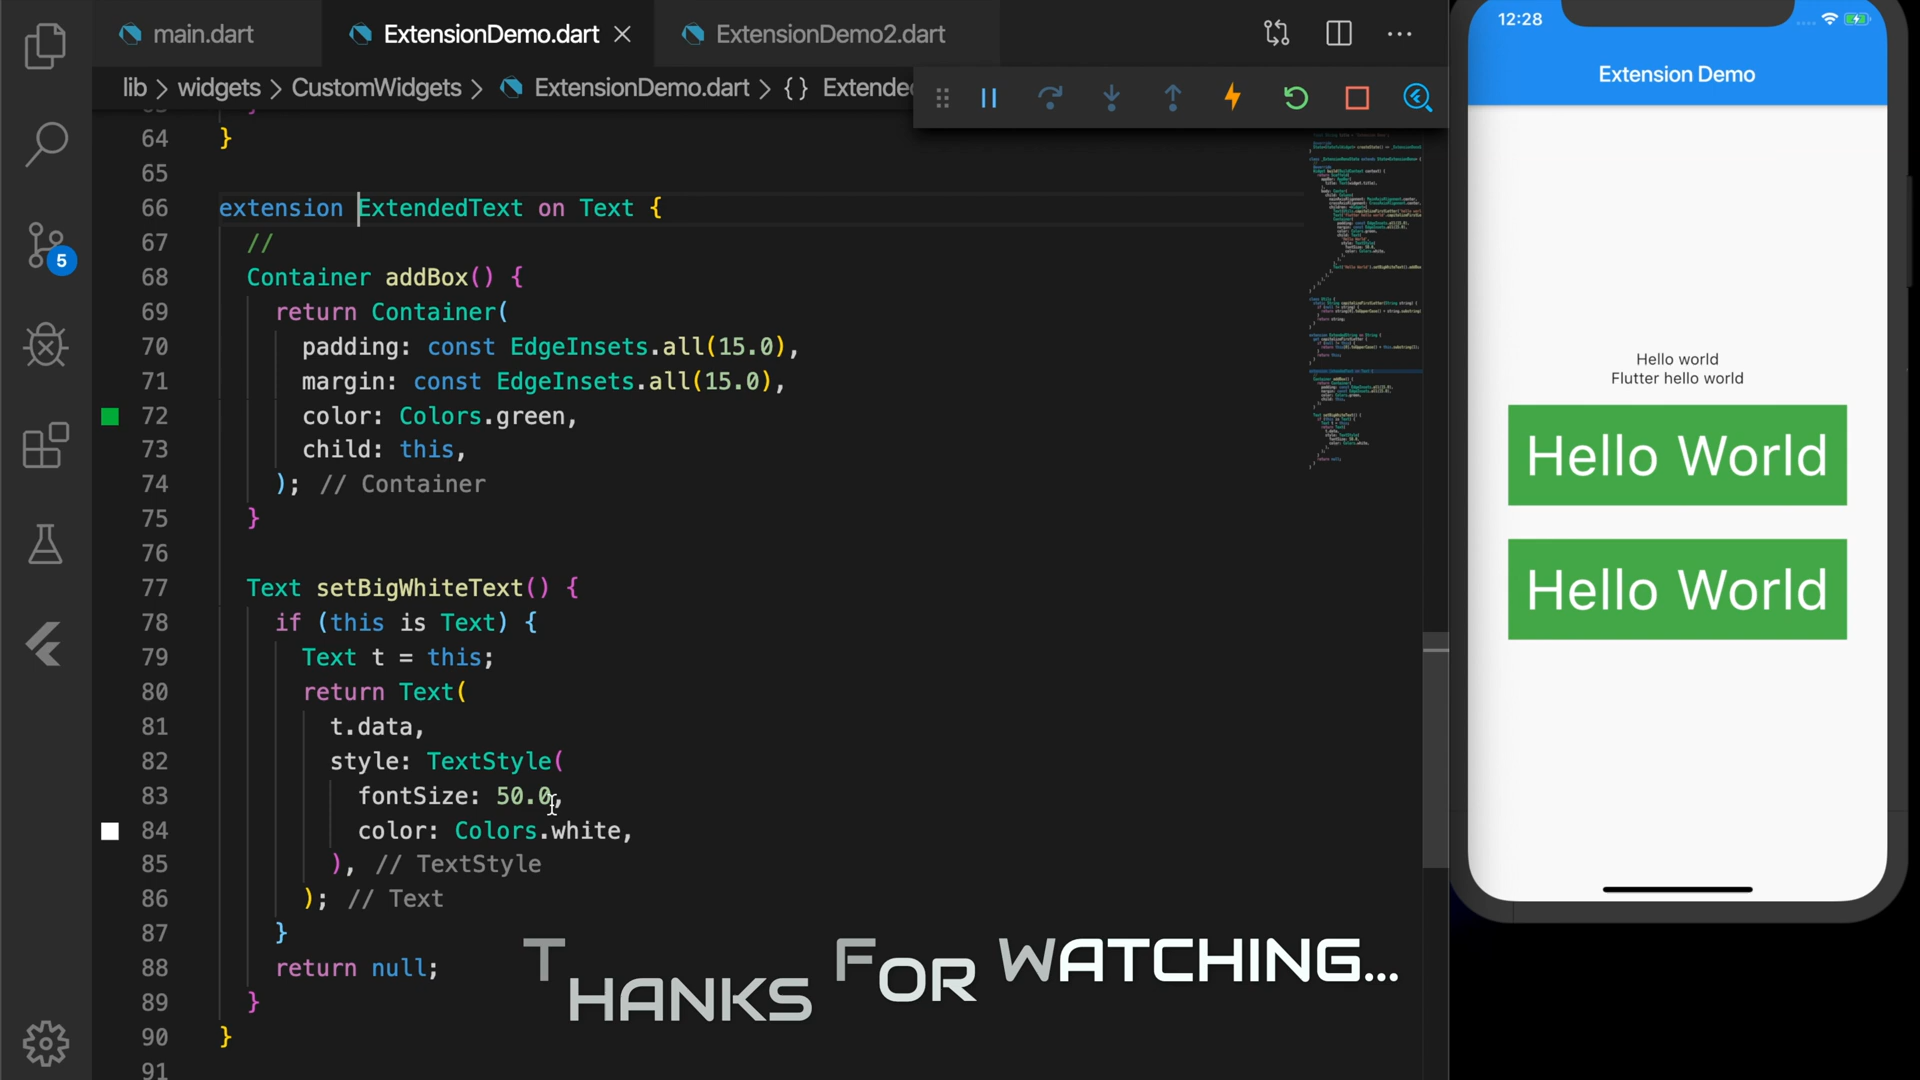 main.dart
ExtensionDemo.dart
ExtensionDemo2.dart
lib > widgets > CustomWidgets > ExtensionDemo.dart > {} Extended
64 }
65
66 extension ExtendedText on Text {
67 //
68 Container addBox() {
69 return Container(
70 padding: const EdgeInsets.all(15.0),
71 margin: const EdgeInsets.all(15.0),
72 color: Colors.green,
73 child: this,
74 ); // Container
75 }
76
77 Text setBigWhiteText() {
78 if (this is Text) {
79 Text t = this;
80 return Text(
81 t.data,
82 style: TextStyle(
83 fontSize: 50.0,
84 color: Colors.white,
85 ), // TextStyle
86 ); // Text
87 }
88 return null;
89 }
90 }
91
5
THANKS FOR WATCHING...
12:28
Extension Demo
Hello world
Flutter hello world
Hello World
Hello World